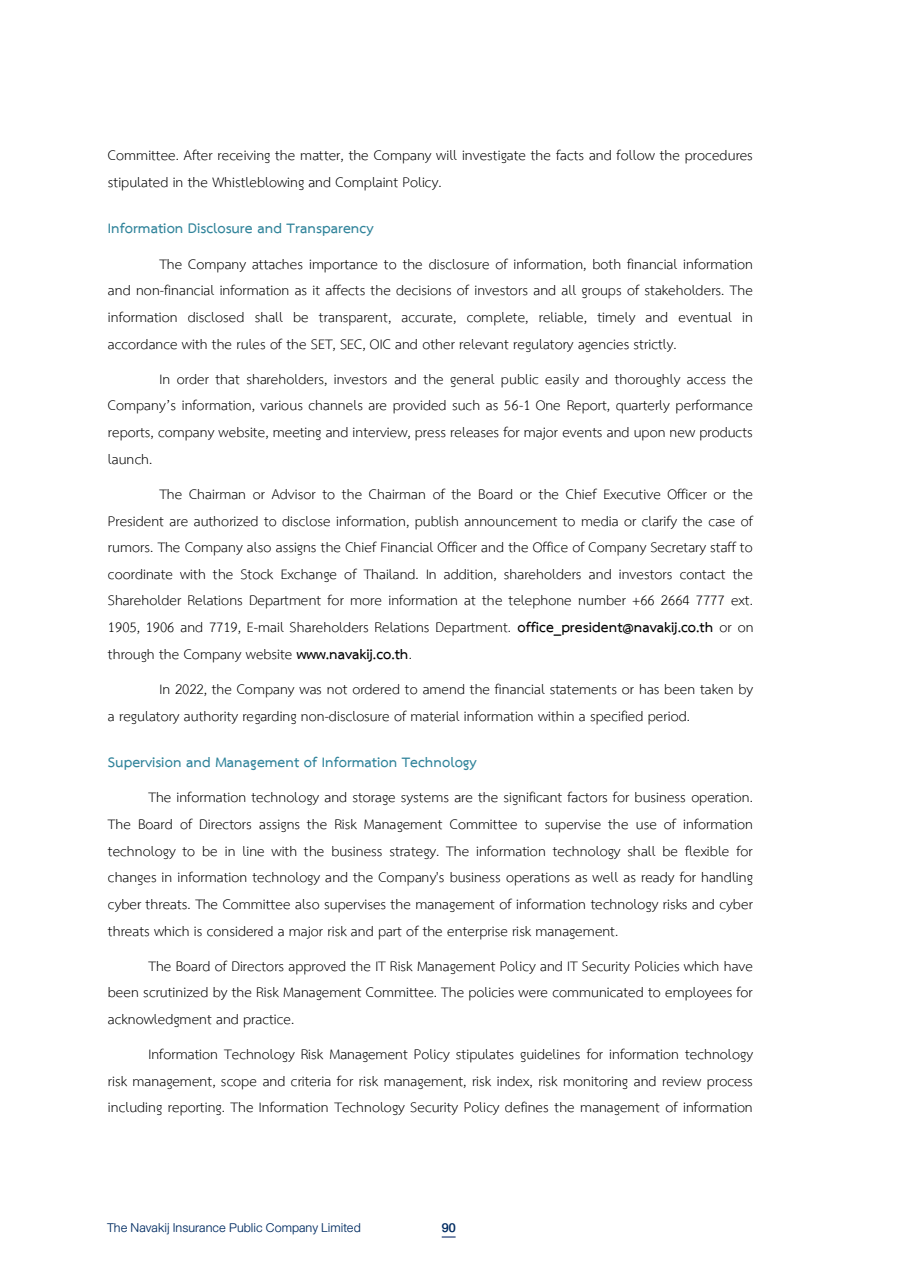 Committee. After receiving the matter, the Company will investigate the facts and follow the procedures
stipulated in the Whistleblowing and Complaint Policy.
Information Disclosure and Transparency
The Company attaches importance to the disclosure of information, both financial information
and non-financial information as it affects the decisions of investors and all groups of stakeholders. The
information disclosed shall be transparent, accurate, complete, reliable, timely and eventual in
accordance with the rules of the SET, SEC, OIC and other relevant regulatory agencies strictly.
In order that shareholders, investors and the general public easily and thoroughly access the
Company's information, various channels are provided such as 56-1 One Report, quarterly performance
reports, company website, meeting and interview, press releases for major events and upon new products
launch.
The Chairman or Advisor to the Chairman of the Board or the Chief Executive Officer or the
President are authorized to disclose information, publish announcement to media or clarify the case of
rumors. The Company also assigns the Chief Financial Officer and the Office of Company Secretary staff to
coordinate with the Stock Exchange of Thailand. In addition, shareholders and investors contact the
Shareholder Relations Department for more information at the telephone number +66 2664 7777 ext.
1905, 1906 and 7719, E-mail Shareholders Relations Department. office_president@navakij.co.th or on
through the Company website www.navakij.co.th.
In 2022, the Company was not ordered to amend the financial statements or has been taken by
a regulatory authority regarding non-disclosure of material information within a specified period.
Supervision and Management of Information Technology
The information technology and storage systems are the significant factors for business operation.
The Board of Directors assigns the Risk Management Committee to supervise the use of information
technology to be in line with the business strategy. The information technology shall be flexible for
changes in information technology and the Company's business operations as well as ready for handling
cyber threats. The Committee also supervises the management of information technology risks and cyber
threats which is considered a major risk and part of the enterprise risk management.
The Board of Directors approved the IT Risk Management Policy and IT Security Policies which have
been scrutinized by the Risk Management Committee. The policies were communicated to employees for
acknowledgment and practice.
Information Technology Risk Management Policy stipulates guidelines for information technology
risk management, scope and criteria for risk management, risk index, risk monitoring and review process
including reporting. The Information Technology Security Policy defines the management of information
The Navakij Insurance Public Company Limited 90